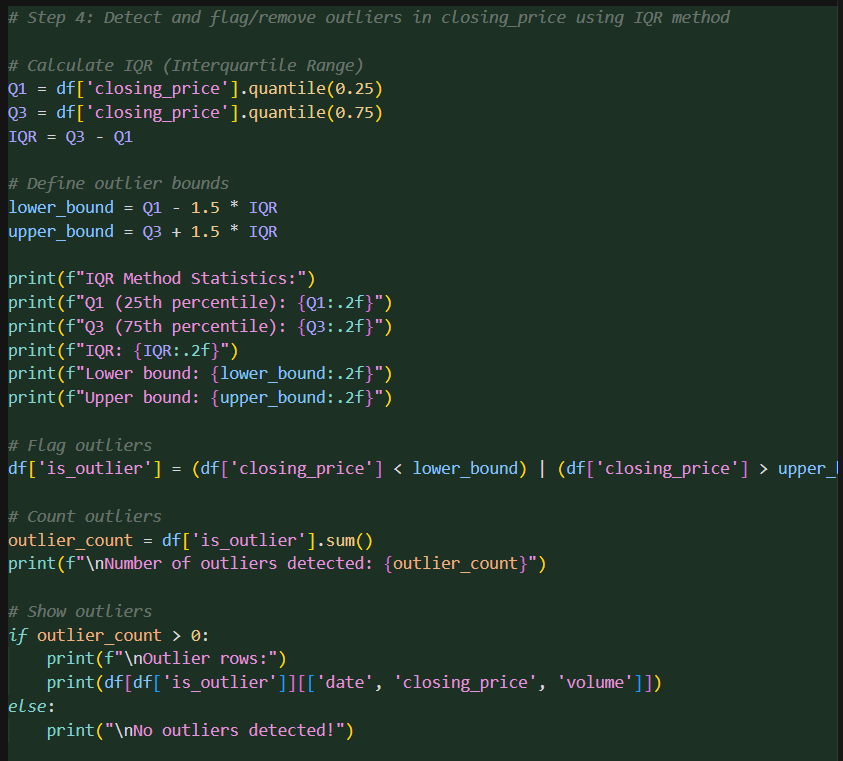 # Step 4: Detect and flag/remove outliers in closing_price using IQR method
# Calculate IQR (Interquartile Range)
Q1 = df['closing_price'].quantile(0.25)
Q3 = df['closing_price'].quantile(0.75)
IQR = Q3 - Q1
# Define outlier bounds
lower_bound = Q1 - 1.5 * IQR
upper_bound = Q3 + 1.5 * IQR
print(f"IQR Method Statistics:")
print(f"Q1 (25th percentile): {Q1:.2f}")
print(f"Q3 (75th percentile): {Q3:.2f}")
print(f"IQR: {IQR:.2f}")
print(f"Lower bound: {lower_bound:.2f}")
print(f"Upper bound: {upper_bound:.2f}")
# Flag outliers
df['is_outlier'] = (df['closing_price'] < lower_bound) | (df['closing_price'] > upper_
# Count outliers
outlier_count = df['is_outlier'].sum()
print(f"\nNumber of outliers detected: {outlier_count}")
# Show outliers
if outlier_count > 0:
    print(f"\nOutlier rows:")
    print(df[df['is_outlier']][['date', 'closing_price', 'volume']])
else:
    print("\nNo outliers detected!")